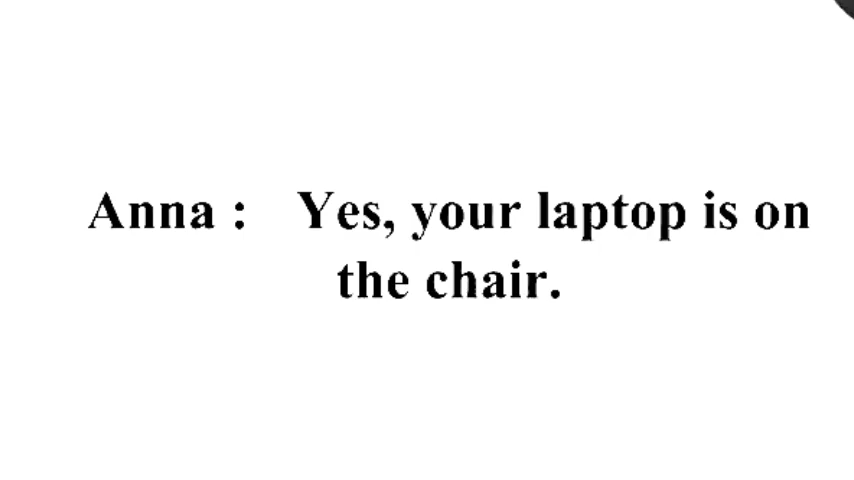 Anna : Yes, your laptop is on
the chair.